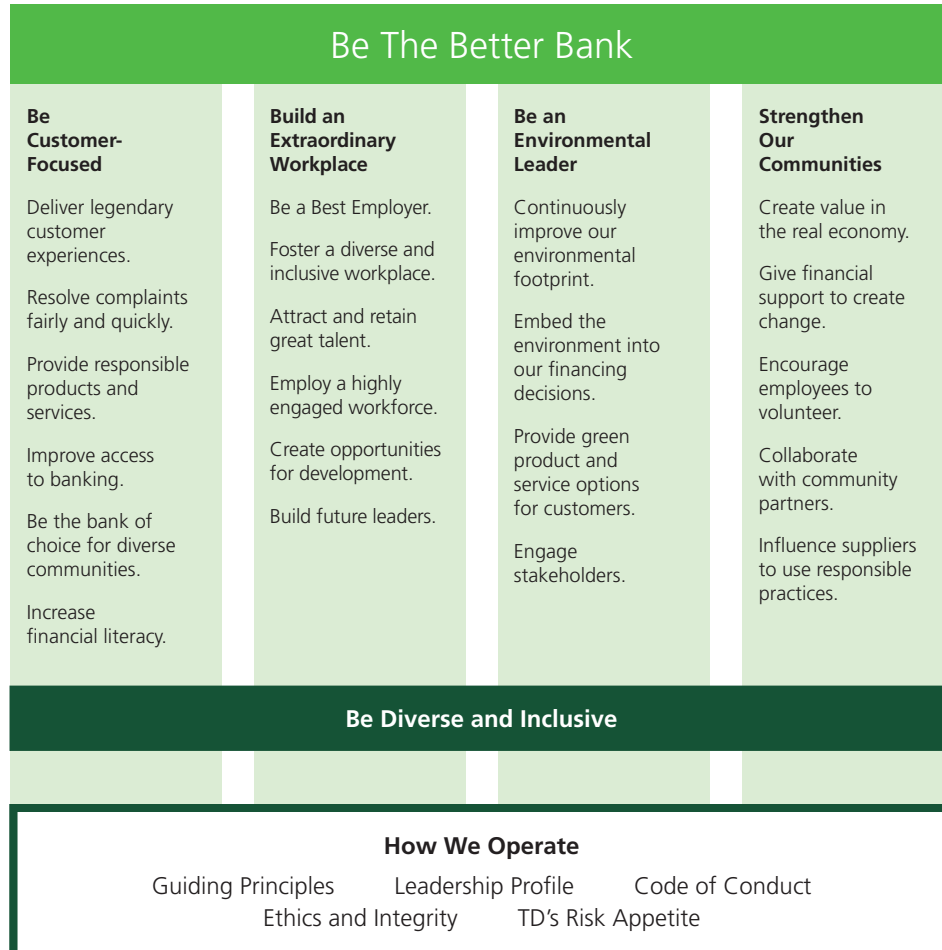 Be The Better Bank
Be
Customer-
Focused
Deliver legendary
customer
experiences.
Resolve complaints
fairly and quickly.
Provide responsible
products and
services.
Improve access
to banking.
Be the bank of
choice for diverse
communities.
Increase
financial literacy.
Build an
Extraordinary
Workplace
Be a Best Employer.
Foster a diverse and
inclusive workplace.
Attract and retain
great talent.
Employ a highly
engaged workforce.
Create opportunities
for development.
Build future leaders.
Be an
Environmental
Leader
Continuously
improve our
environmental
footprint.
Embed the
environment into
our financing
decisions.
Provide green
product and
service options
for customers.
Engage
stakeholders.
Strengthen
Our
Communities
Create value in
the real economy.
Give financial
support to create
change.
Encourage
employees to
volunteer.
Collaborate
with community
partners.
Influence suppliers
to use responsible
practices.
Be Diverse and Inclusive
How We Operate
Guiding Principles Leadership Profile Code of Conduct
Ethics and Integrity TD's Risk Appetite